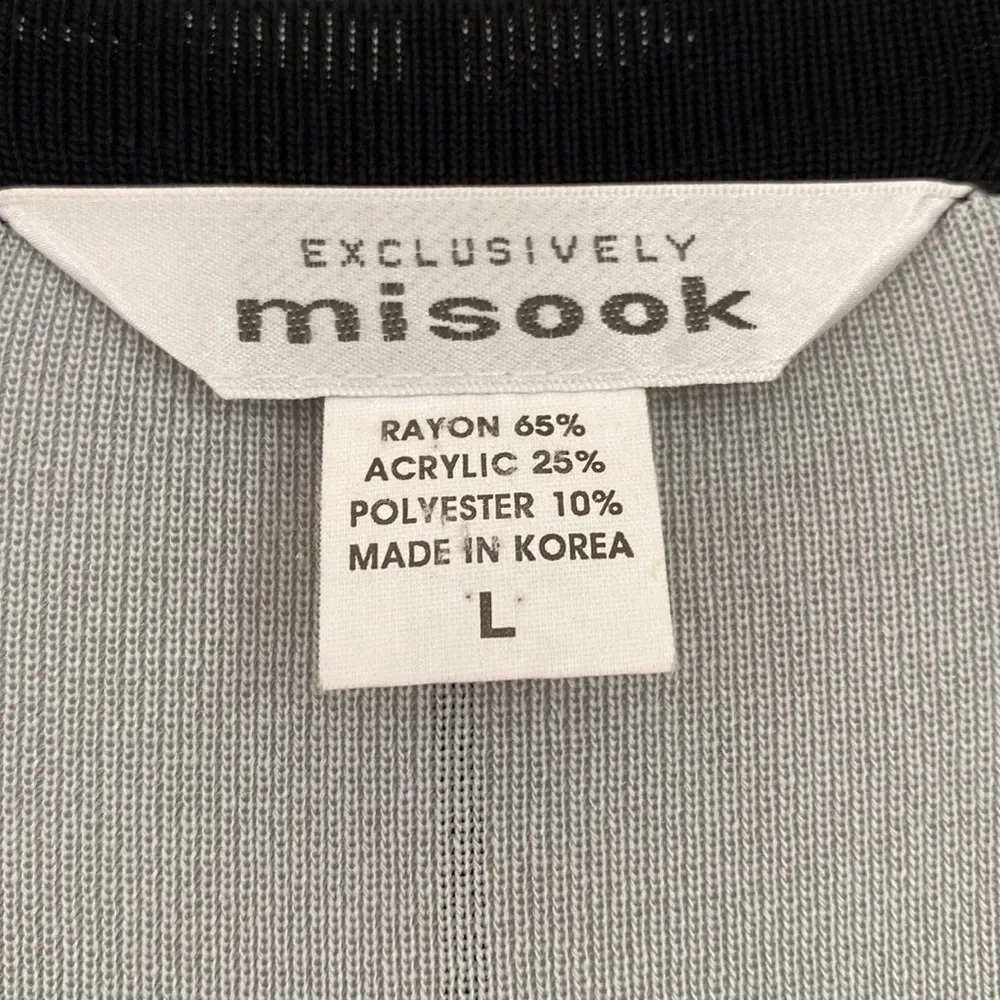 EXCLUSIVELY
misook
RAYON 65%
ACRYLIC 25%
POLYESTER 10%
MADE IN KOREA
L